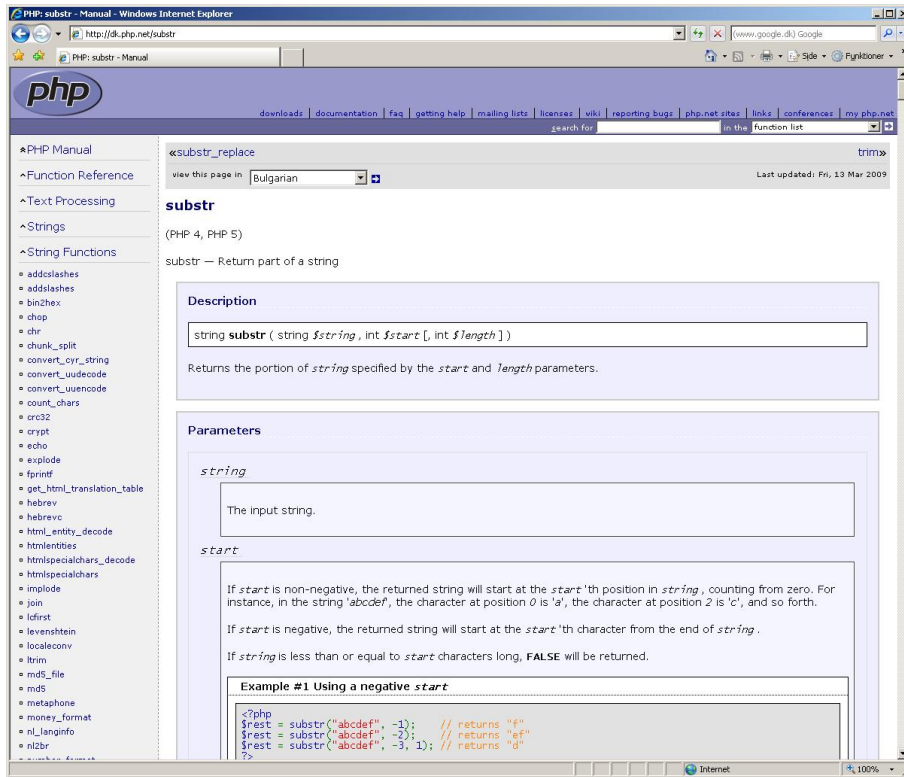 PHP: substr - Manual - Windows Internet Explorer
http://dk.php.net/substr
(www.google.dk) Google
PHP: substr - Manual
Side
Funktioner
php
downloads | documentation | faq | getting help | mailing lists | licenses | wiki | reporting bugs | php.net sites | links | conferences | my php.net
search for in the function list
PHP Manual
Function Reference
Text Processing
Strings
String Functions
addcslashes
addslashes
bin2hex
chop
chr
chunk_split
convert_cyr_string
convert_uudecode
convert_uuencode
count_chars
crc32
crypt
echo
explode
fprintf
get_html_translation_table
hebrev
hebrevc
html_entity_decode
htmlentities
htmlspecialchars_decode
htmlspecialchars
implode
join
lcfirst
levenshtein
localeconv
ltrim
md5_file
md5
metaphone
money_format
nl_langinfo
nl2br
number_format
«substr_replace
trim»
view this page in Bulgarian
Last updated: Fri, 13 Mar 2009
substr
(PHP 4, PHP 5)
substr — Return part of a string
Description
string substr ( string $string , int $start [, int $length ] )
Returns the portion of string specified by the start and length parameters.
Parameters
string
The input string.
start
If start is non-negative, the returned string will start at the start 'th position in string , counting from zero. For
instance, in the string 'abcdef', the character at position 0 is 'a', the character at position 2 is 'c', and so forth.
If start is negative, the returned string will start at the start 'th character from the end of string .
If string is less than or equal to start characters long, FALSE will be returned.
Example #1 Using a negative start
<?php
$rest = substr("abcdef", -1);    // returns "f"
$rest = substr("abcdef", -2);    // returns "ef"
$rest = substr("abcdef", -3, 1); // returns "d"
?>
Internet
100%